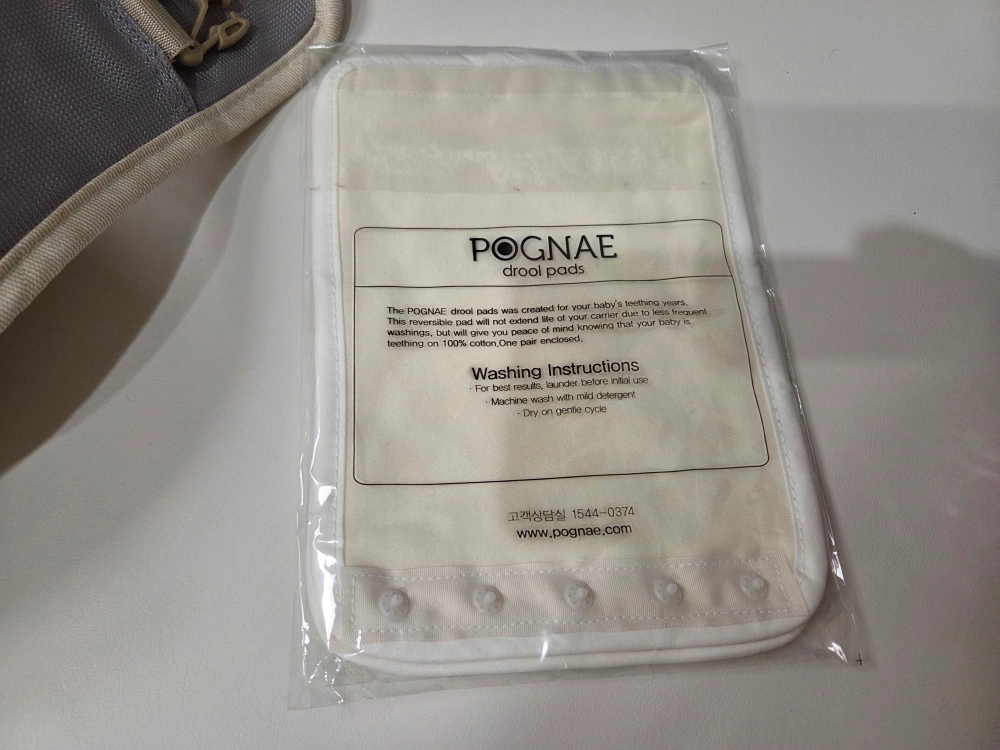 POGNAE
drool pads
The POGNAE drool pads was created for your baby's teething years.
This reversible pad will not extend life of your carrier due to less frequent
washings, but will give you peace of mind knowing that your baby is
teething on 100% cotton.One pair enclosed.
Washing Instructions
· For best results, launder before initial use
· Machine wash with mild detergent
· Dry on gentle cycle
고객상담실 1544-0374
www.pognae.com